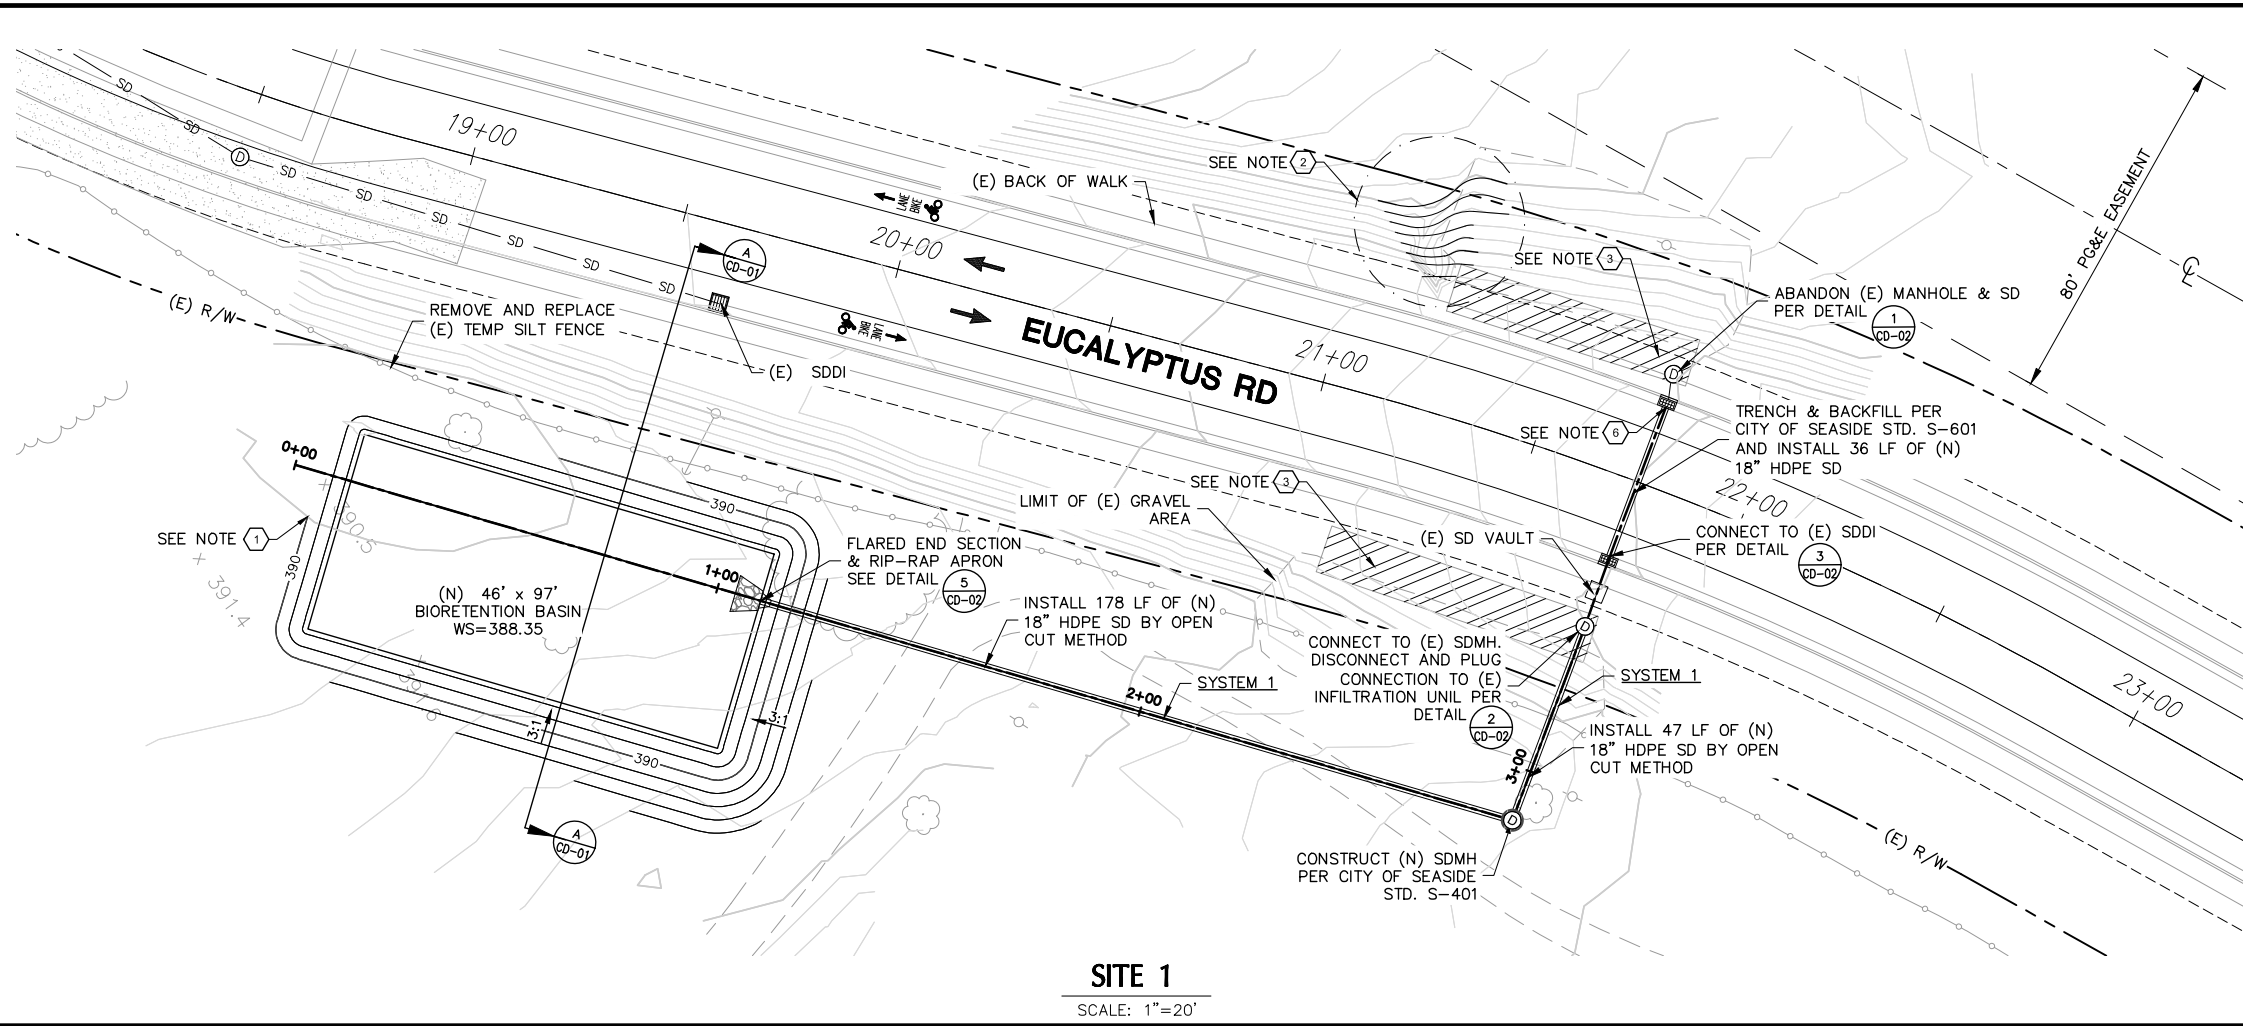 SD
SD
SD
SD
SD
SD
SD
SD
D
19+00
20+00
21+00
22+00
23+00
LANE
BIKE
LANE
BIKE
EUCALYPTUS RD
(E) BACK OF WALK
SEE NOTE 2
SEE NOTE 3
80' PG&E EASEMENT
CL
ABANDON (E) MANHOLE & SD
PER DETAIL
1
CD-02
D
A
CD-01
(E) R/W
REMOVE AND REPLACE
(E) TEMP SILT FENCE
(E) SDDI
TRENCH & BACKFILL PER
CITY OF SEASIDE STD. S-601
AND INSTALL 36 LF OF (N)
18" HDPE SD
SEE NOTE 6
SEE NOTE 3
LIMIT OF (E) GRAVEL
AREA
(E) SD VAULT
CONNECT TO (E) SDDI
PER DETAIL
3
CD-02
0+00
1+00
2+00
3+00
SEE NOTE 1
390
390
390
390.5
391.4
(N) 46' x 97'
BIORETENTION BASIN
WS=388.35
3:1
3:1
FLARED END SECTION
& RIP-RAP APRON
SEE DETAIL
5
CD-02
INSTALL 178 LF OF (N)
18" HDPE SD BY OPEN
CUT METHOD
SYSTEM 1
CONNECT TO (E) SDMH.
DISCONNECT AND PLUG
CONNECTION TO (E)
INFILTRATION UNIL PER
DETAIL
2
CD-02
D
SYSTEM 1
INSTALL 47 LF OF (N)
18" HDPE SD BY OPEN
CUT METHOD
D
CONSTRUCT (N) SDMH
PER CITY OF SEASIDE
STD. S-401
(E) R/W
A
CD-01
SITE 1
SCALE: 1"=20'